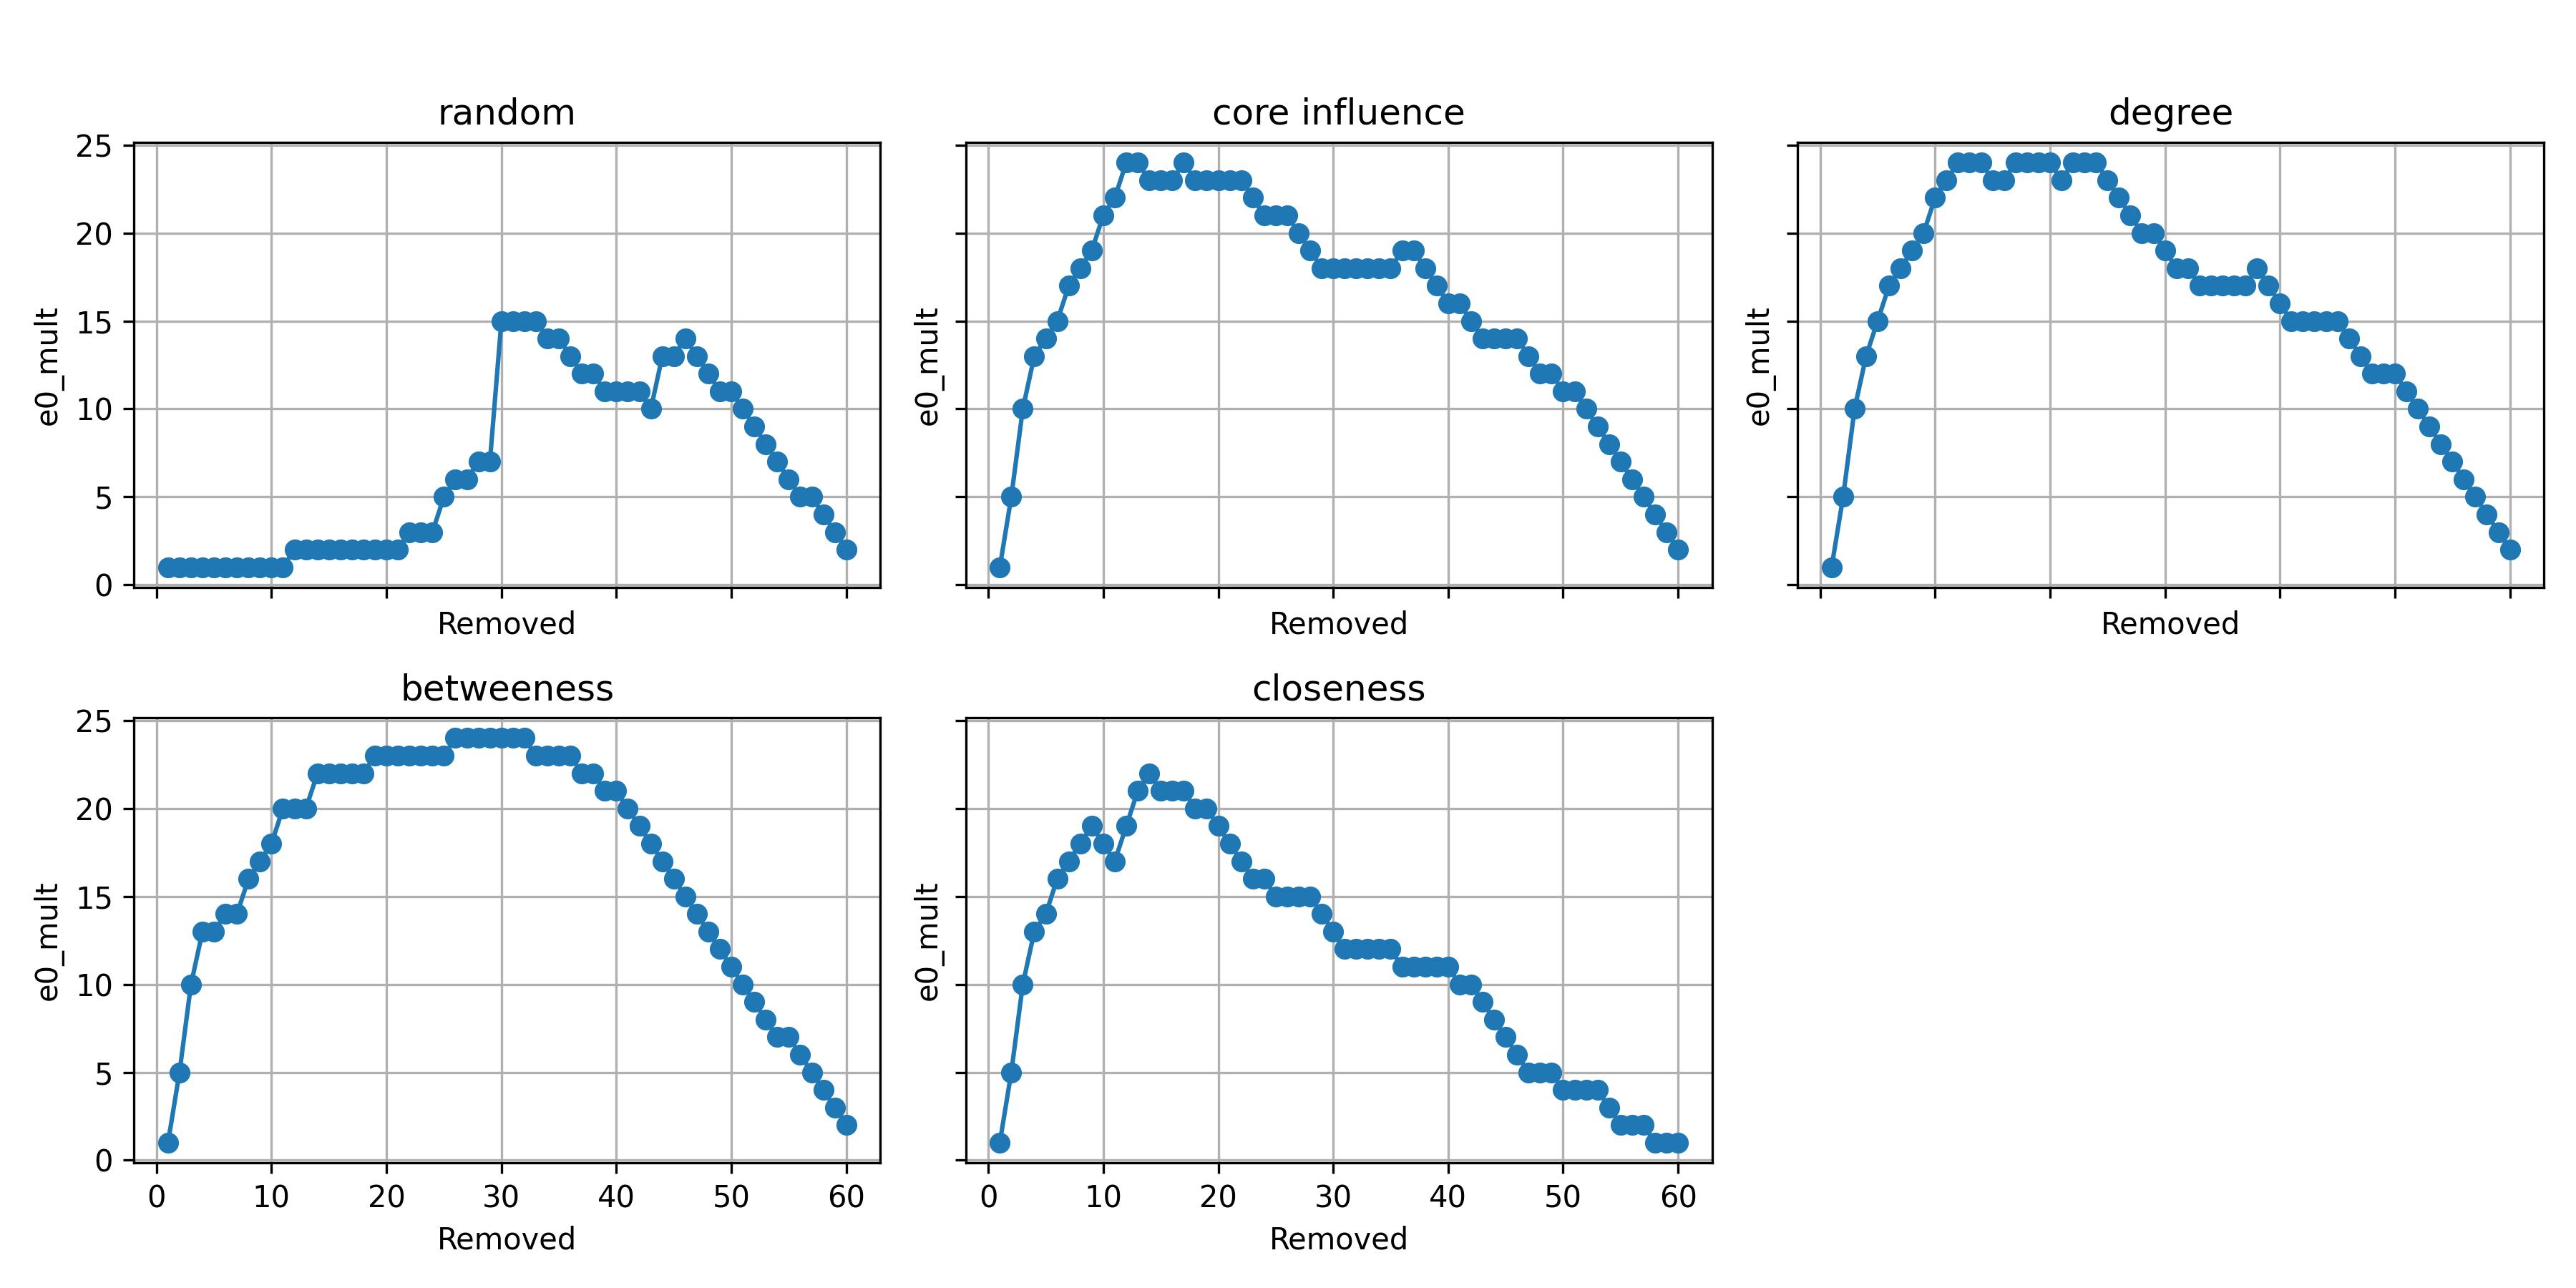 random
core influence
degree
25
20
15
10
5
0
e0_mult
e0_mult
e0_mult
Removed
Removed
Removed
betweeness
closeness
25
20
15
10
5
0
e0_mult
e0_mult
0 10 20 30 40 50 60
0 10 20 30 40 50 60
Removed
Removed